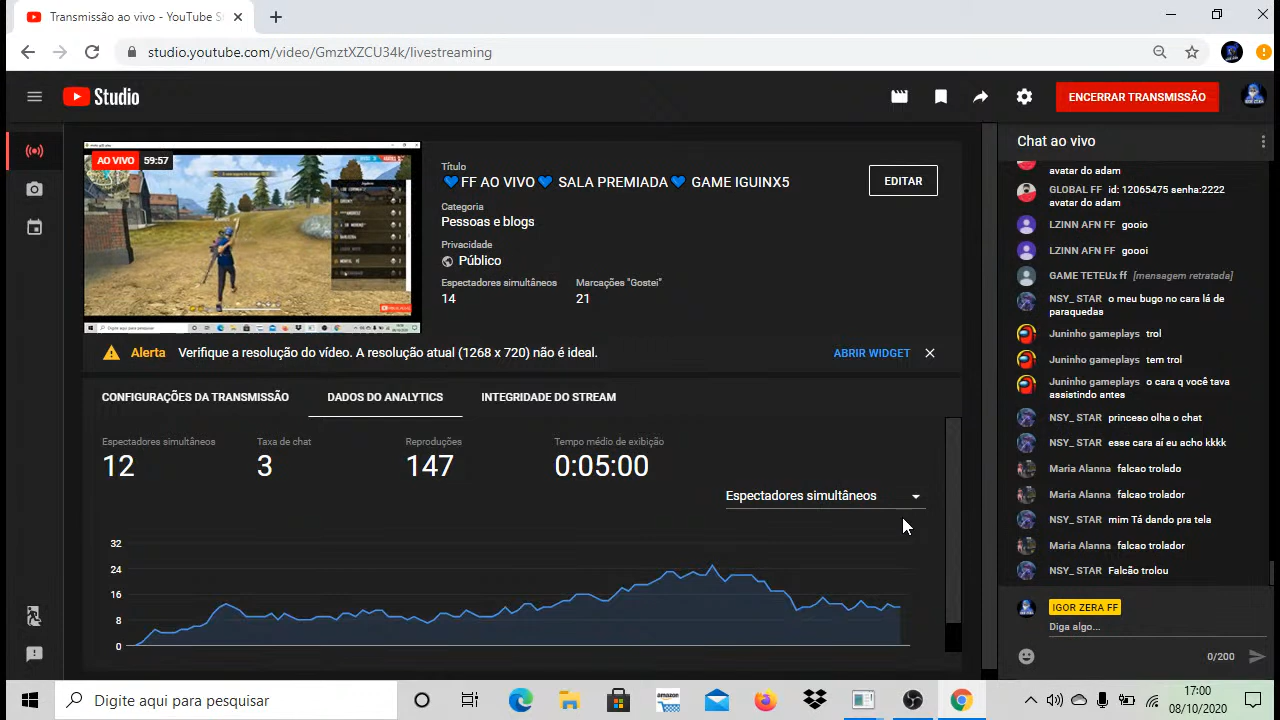 Transmissão ao vivo - YouTube S
studio.youtube.com/video/GmztXZCU34k/livestreaming
Studio
ENCERRAR TRANSMISSÃO
AO VIVO 59:57
Título
💙FF AO VIVO💙 SALA PREMIADA💙 GAME IGUINX5
EDITAR
Categoria
Pessoas e blogs
Privacidade
Público
Espectadores simultâneos
14
Marcações "Gostei"
21
Alerta Verifique a resolução do vídeo. A resolução atual (1268 x 720) não é ideal.
ABRIR WIDGET
CONFIGURAÇÕES DA TRANSMISSÃO
DADOS DO ANALYTICS
INTEGRIDADE DO STREAM
Espectadores simultâneos
12
Taxa de chat
3
Reproduções
147
Tempo médio de exibição
0:05:00
Espectadores simultâneos
32
24
16
8
0
Chat ao vivo
avatar do adam
GLOBAL FF id: 12065475 senha:2222
avatar do adam
LZINN AFN FF gooio
LZINN AFN FF goooi
GAME TETEUx ff [mensagem retratada]
NSY_ STAR o meu bugo no cara lá de
paraquedas
Juninho gameplays trol
Juninho gameplays tem trol
Juninho gameplays o cara q você tava
assistindo antes
NSY_ STAR princeso olha o chat
NSY_ STAR esse cara aí eu acho kkkk
Maria Alanna falcao trolado
Maria Alanna falcao trolador
NSY_ STAR mim Tá dando pra tela
Maria Alanna falcao trolador
NSY_ STAR Falcão trolou
IGOR ZERA FF
Diga algo...
0/200
Digite aqui para pesquisar
amazon
17:00
08/10/2020